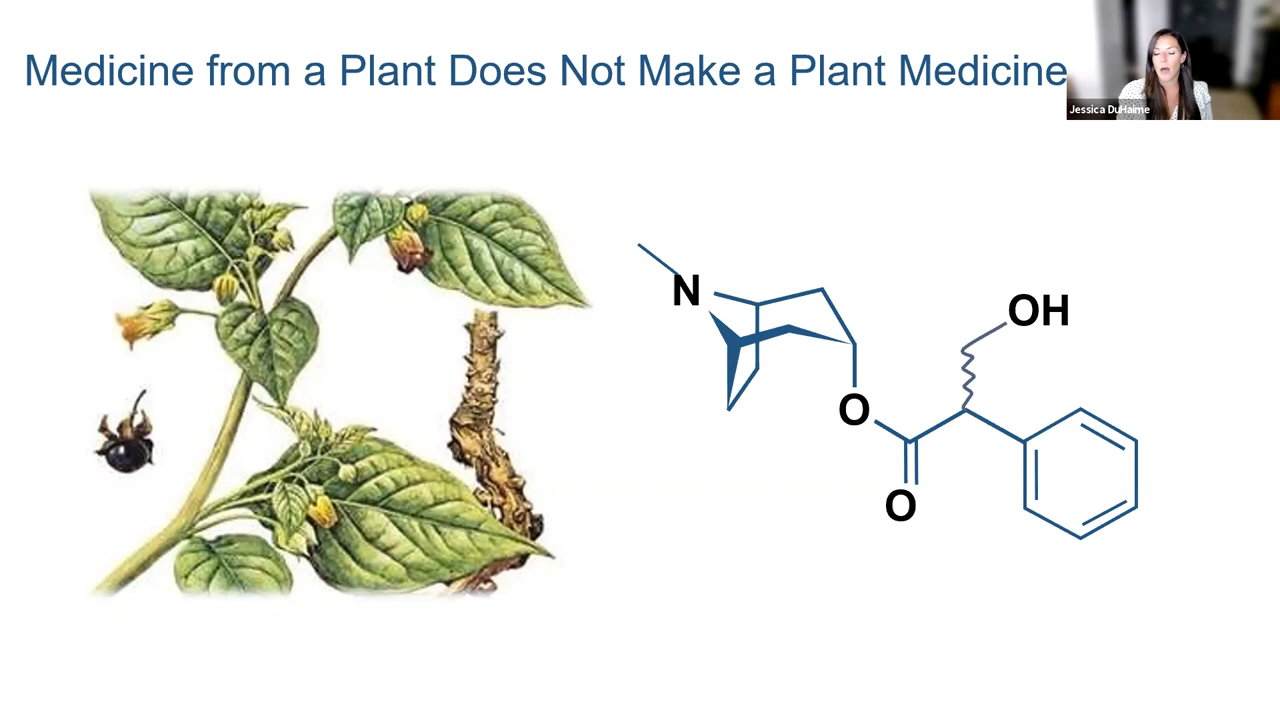 Medicine from a Plant Does Not Make a Plant Medicine
Jessica DuHaime
N
OH
O
O